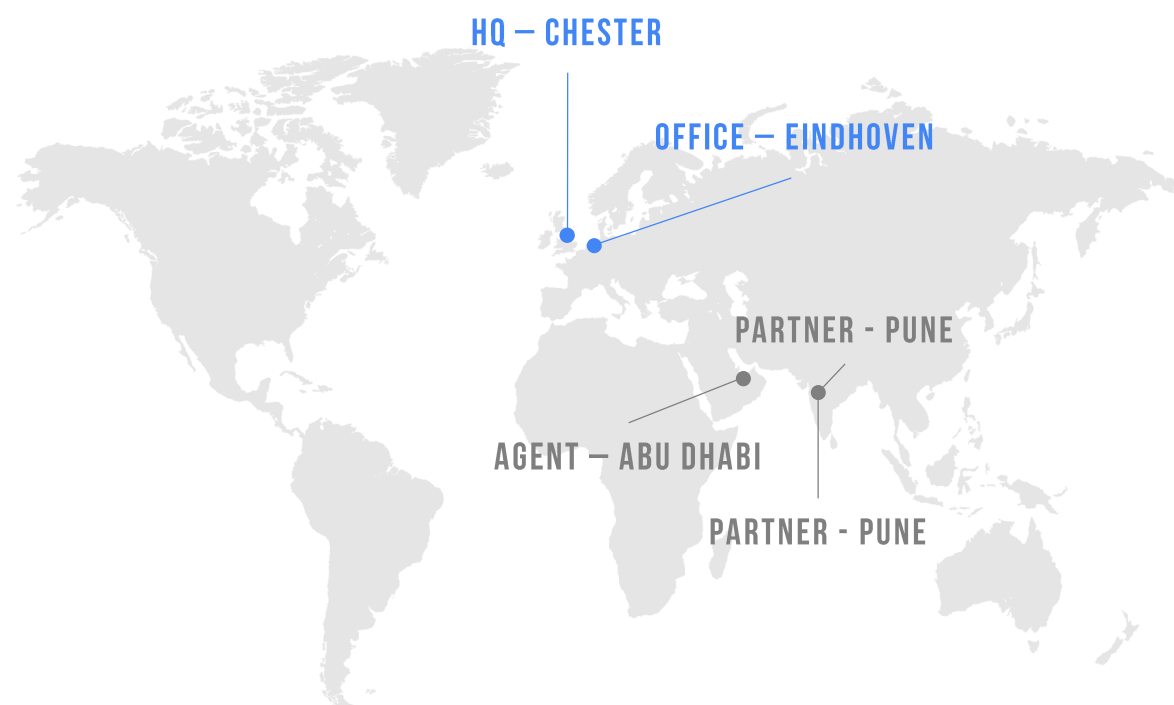 HQ – CHESTER
OFFICE – EINDHOVEN
PARTNER - PUNE
AGENT – ABU DHABI
PARTNER - PUNE